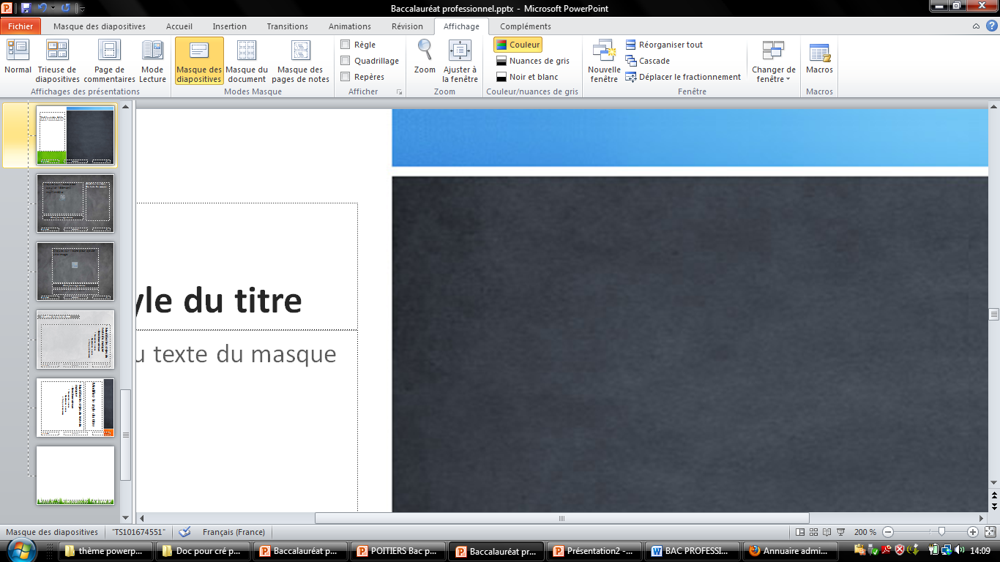 Baccalauréat professionnel.pptx - Microsoft PowerPoint
Fichier Masque des diapositives Accueil Insertion Transitions Animations Révision Affichage Compléments
Normal
Trieuse de diapositives
Page de commentaires
Mode Lecture
Affichages des présentations
Masque des diapositives
Masque du document
Masque des pages de notes
Modes Masque
Règle
Quadrillage
Repères
Afficher
Zoom
Ajuster à la fenêtre
Zoom
Couleur
Nuances de gris
Noir et blanc
Couleur/nuances de gris
Nouvelle fenêtre
Réorganiser tout
Cascade
Déplacer le fractionnement
Changer de fenêtre
Fenêtre
Macros
Macros
yle du titre
u texte du masque
Masque des diapositives "TS101674551" Français (France) 200 %
thème powerp... Doc pour cré p... Baccalauréat p... POITIERS Bac p... Baccalauréat pr... Présentation2 -... BAC PROFESSI... Annuaire admi... 14:09